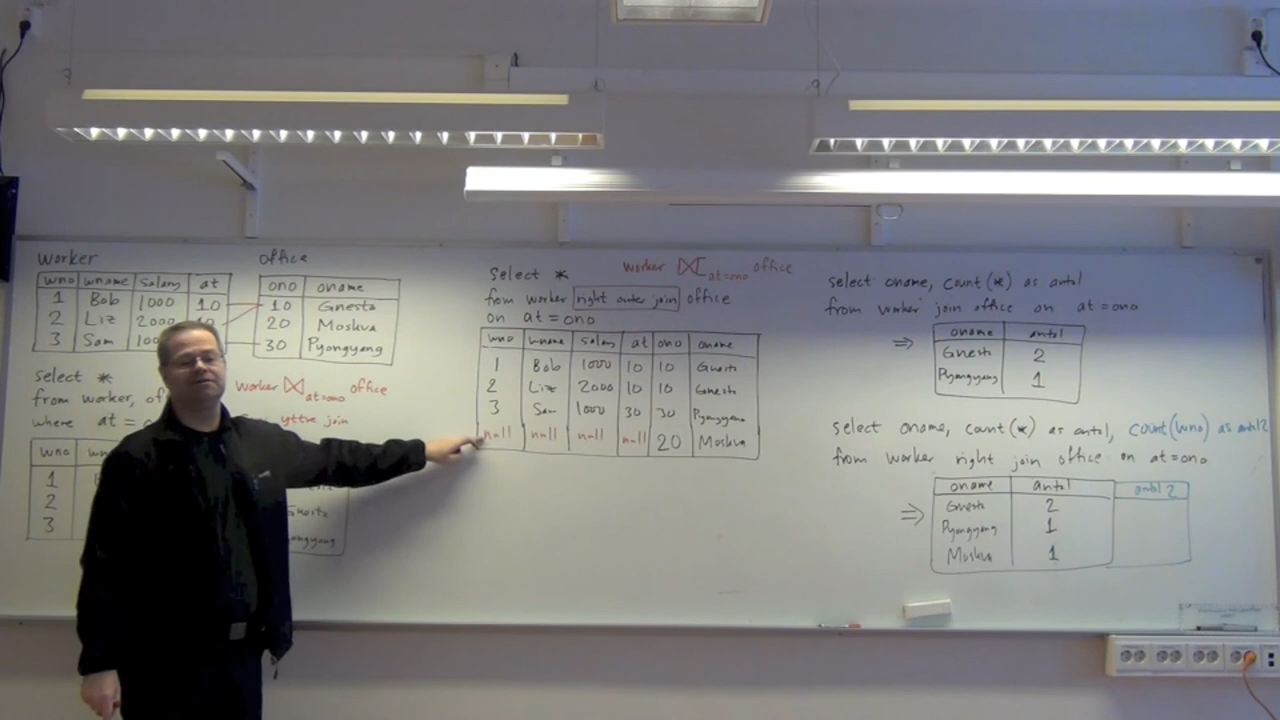 worker
wno wname salary at
1 Bob 1000 10
2 Liz 2000
3 Sam
office
ono oname
10 Gnesta
20 Moskva
30 Pyongyang
select *
from worker,
where at =
worker ⋈ at=ono office
yttre join
wno
1
2
3
select *
worker ⟖ at=ono office
from worker right outer join office
on at = ono
wno wname salary at ono oname
1 Bob 1000 10 10 Gnesta
2 Liz 2000 10 10 Gnesta
3 Sam 1000 30 30 Pyongyang
null null null null 20 Moskva
select oname, count(*) as antal
from worker join office on at=ono
⇒
oname antal
Gnesta 2
Pyongyang 1
select oname, count(*) as antal, count(wno) as antal2
from worker right join office on at=ono
⇒
oname antal antal2
Gnesta 2
Pyongyang 1
Moskva 1